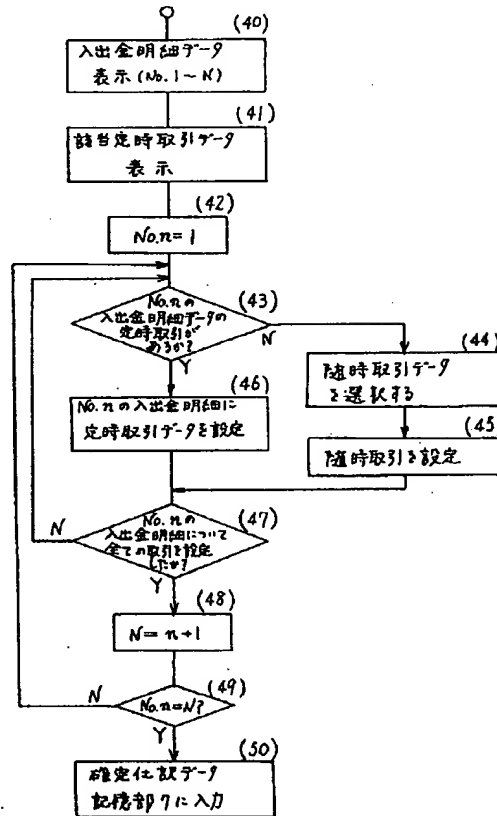 (40)
入出金明細データ
表示(No.1~N)
(41)
該当定時取引データ
表示
(42)
No.n=1
(43)
No.nの
入出金明細データの
定時取引が
あるか?
N
Y
(44)
随時取引データ
を選択する
(45)
随時取引を設定
(46)
No.nの入出金明細に
定時取引データを設定
(47)
No.nの
入出金明細について
全ての取引を設定
したか?
N
Y
(48)
N=n+1
(49)
No.n=N?
N
Y
(50)
確定仕訳データ
記憶部7に入力